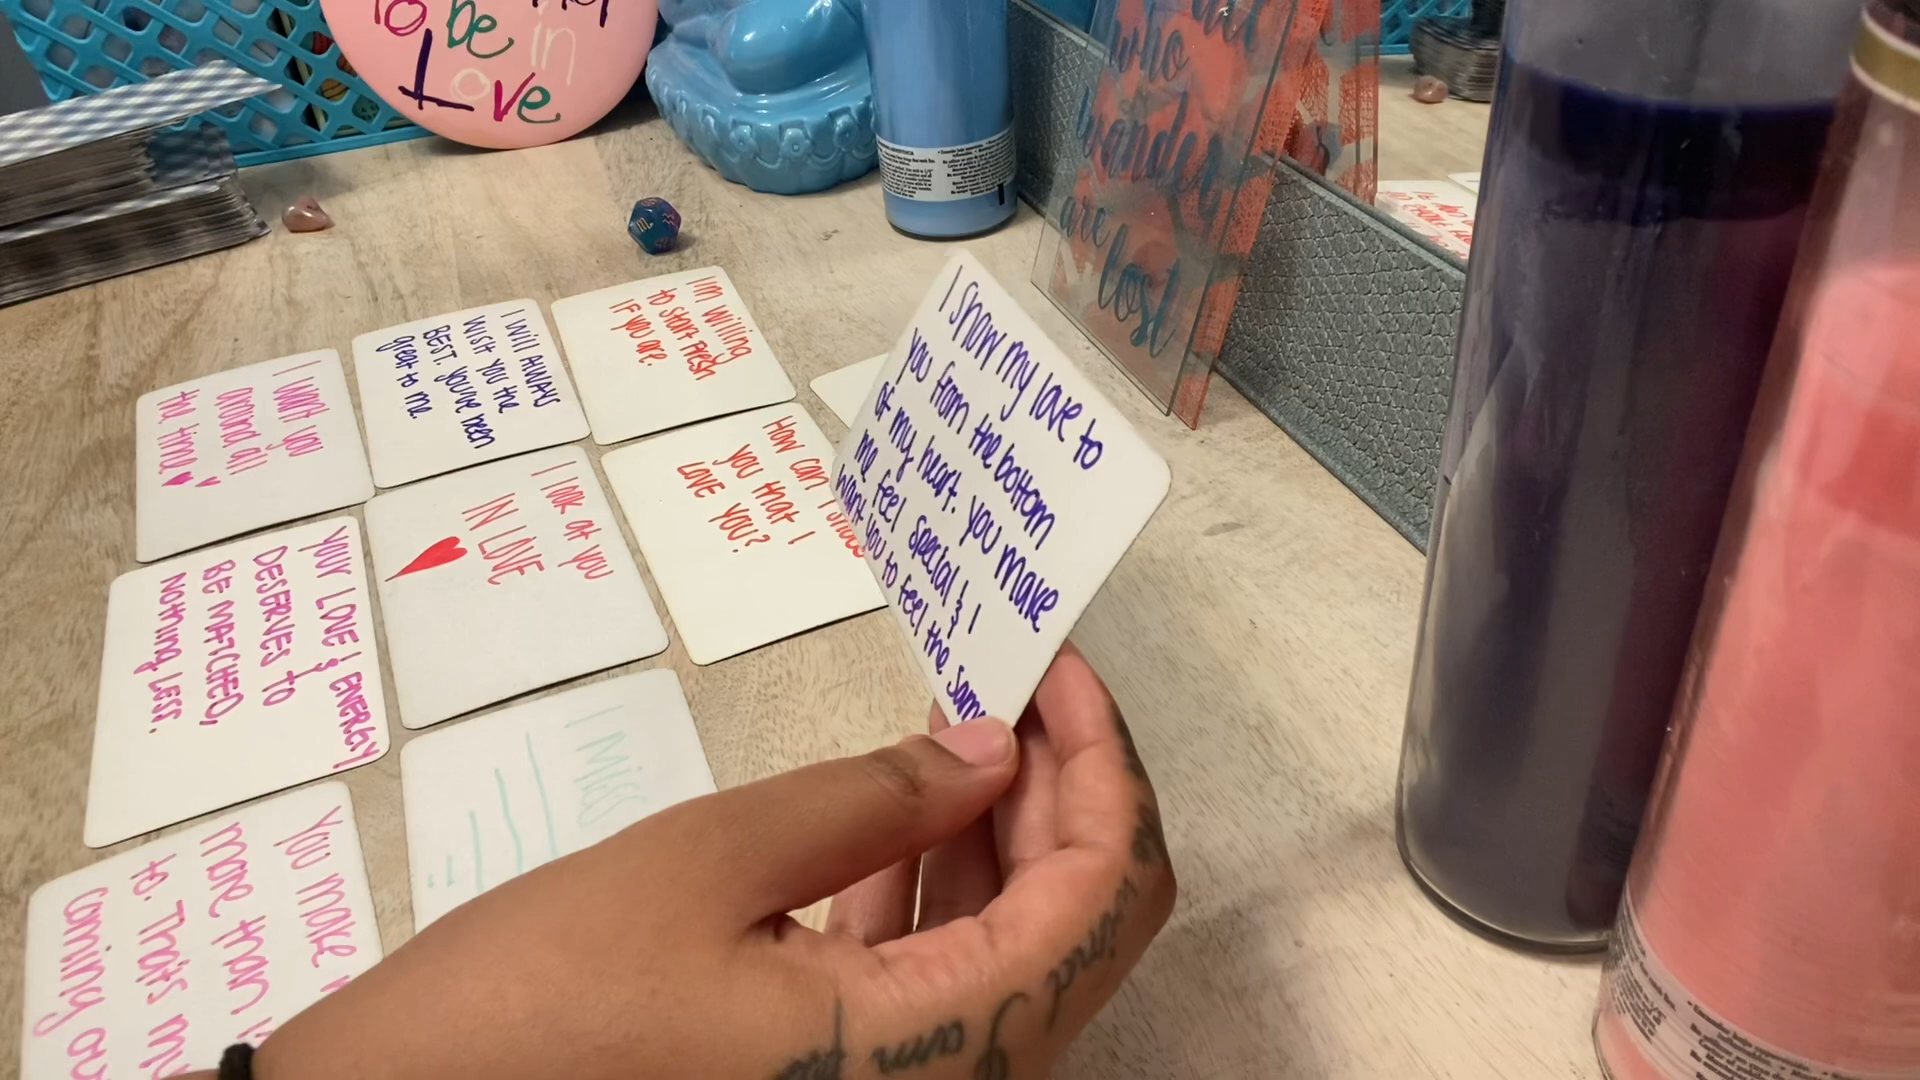 To
be in
Love
who
wander
are lost
I'm willing
to start fresh
IF you are.
I will ALWAYS
WISH YOU the
BEST. you've been
great to me.
I want you
around all
the time
I show my love to
you from the bottom
of my heart. you make
me feel special & I
want you to feel the same
How can I show
you that I
LOVE YOU?
I look at you
IN LOVE
YOUR LOVE & ENERGY
DESERVES TO
BE MATCHED,
NOTHING LESS.
I MISS
You make
more than
to. That's my
coming
am